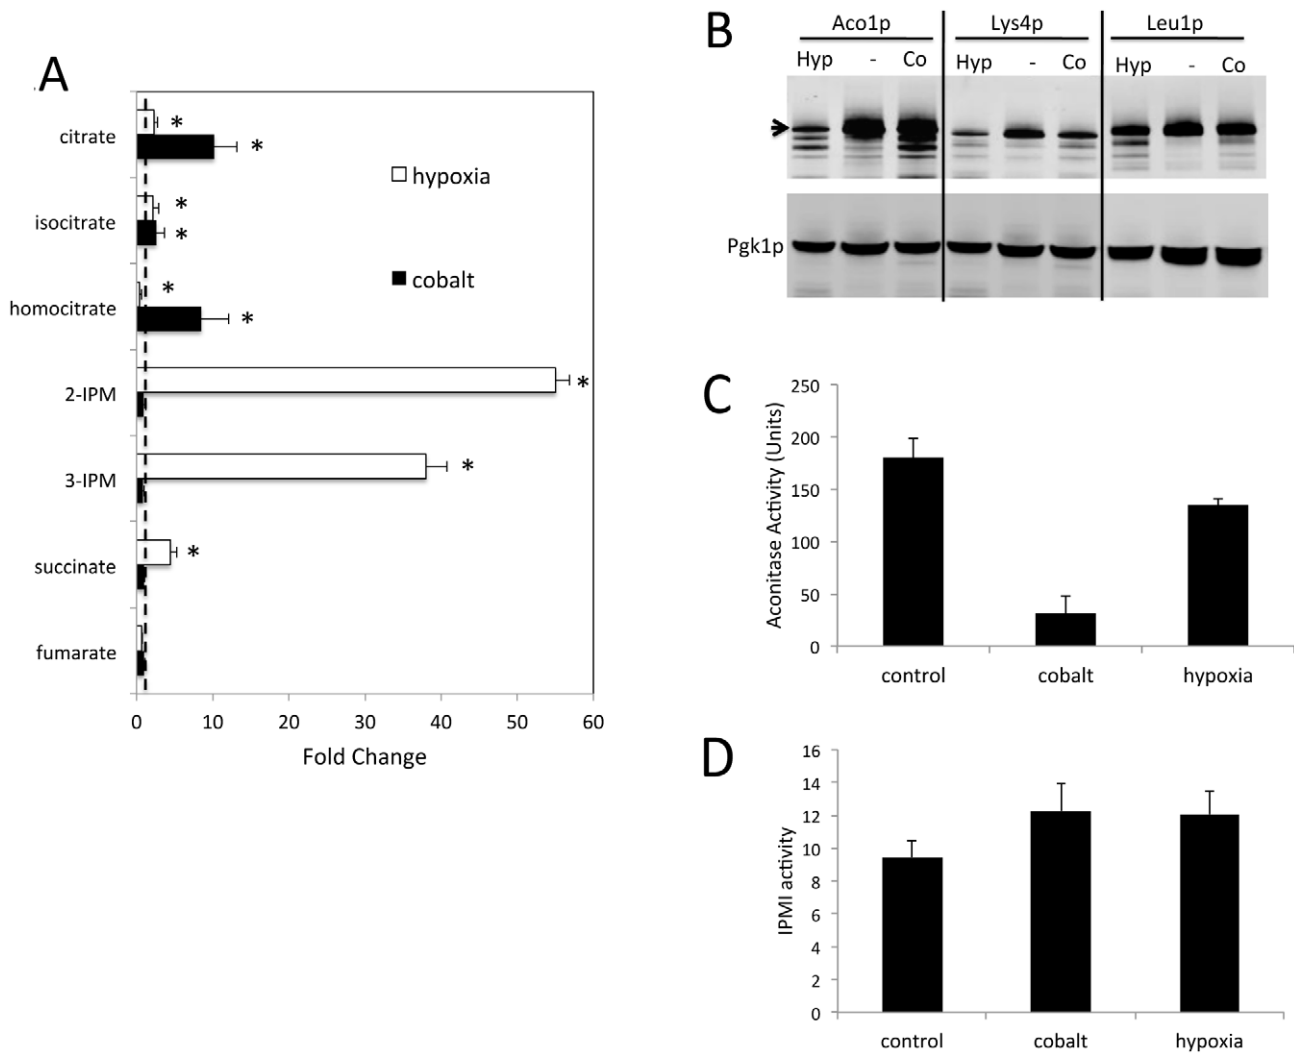 A
citrate
*
*
isocitrate
*
*
homocitrate
*
*
2-IPM
*
3-IPM
*
succinate
*
fumarate
hypoxia
cobalt
0 10 20 30 40 50 60
Fold Change
B
Aco1p Lys4p Leu1p
Hyp - Co Hyp - Co Hyp - Co
Pgk1p
C
Aconitase Activity (Units)
250
200
150
100
50
0
control cobalt hypoxia
D
IPMI activity
16
14
12
10
8
6
4
2
0
control cobalt hypoxia